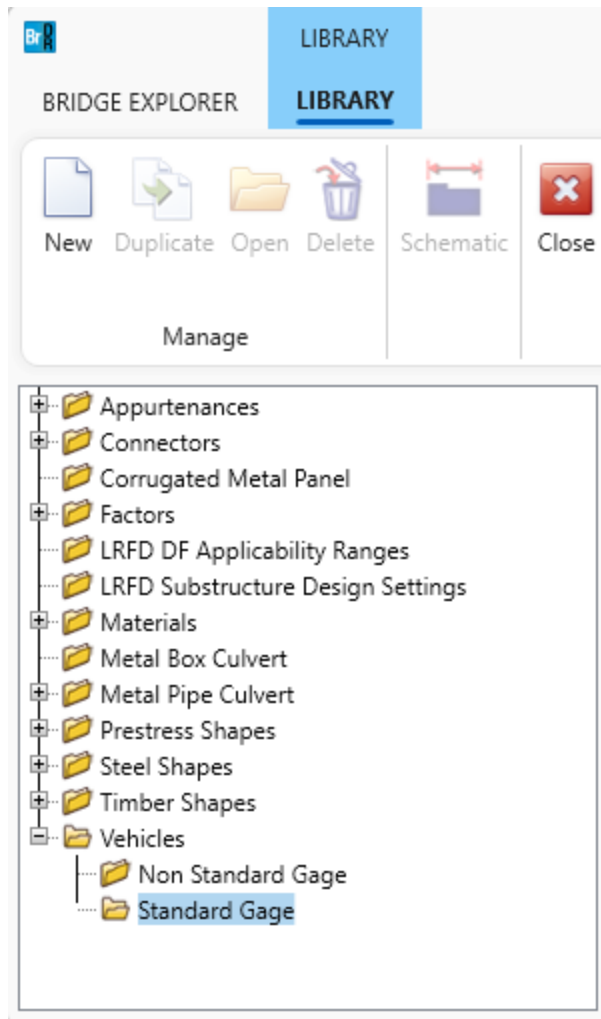 BrDR
LIBRARY
BRIDGE EXPLORER LIBRARY
New Duplicate Open Delete Schematic Close
Manage
Appurtenances
Connectors
Corrugated Metal Panel
Factors
LRFD DF Applicability Ranges
LRFD Substructure Design Settings
Materials
Metal Box Culvert
Metal Pipe Culvert
Prestress Shapes
Steel Shapes
Timber Shapes
Vehicles
Non Standard Gage
Standard Gage